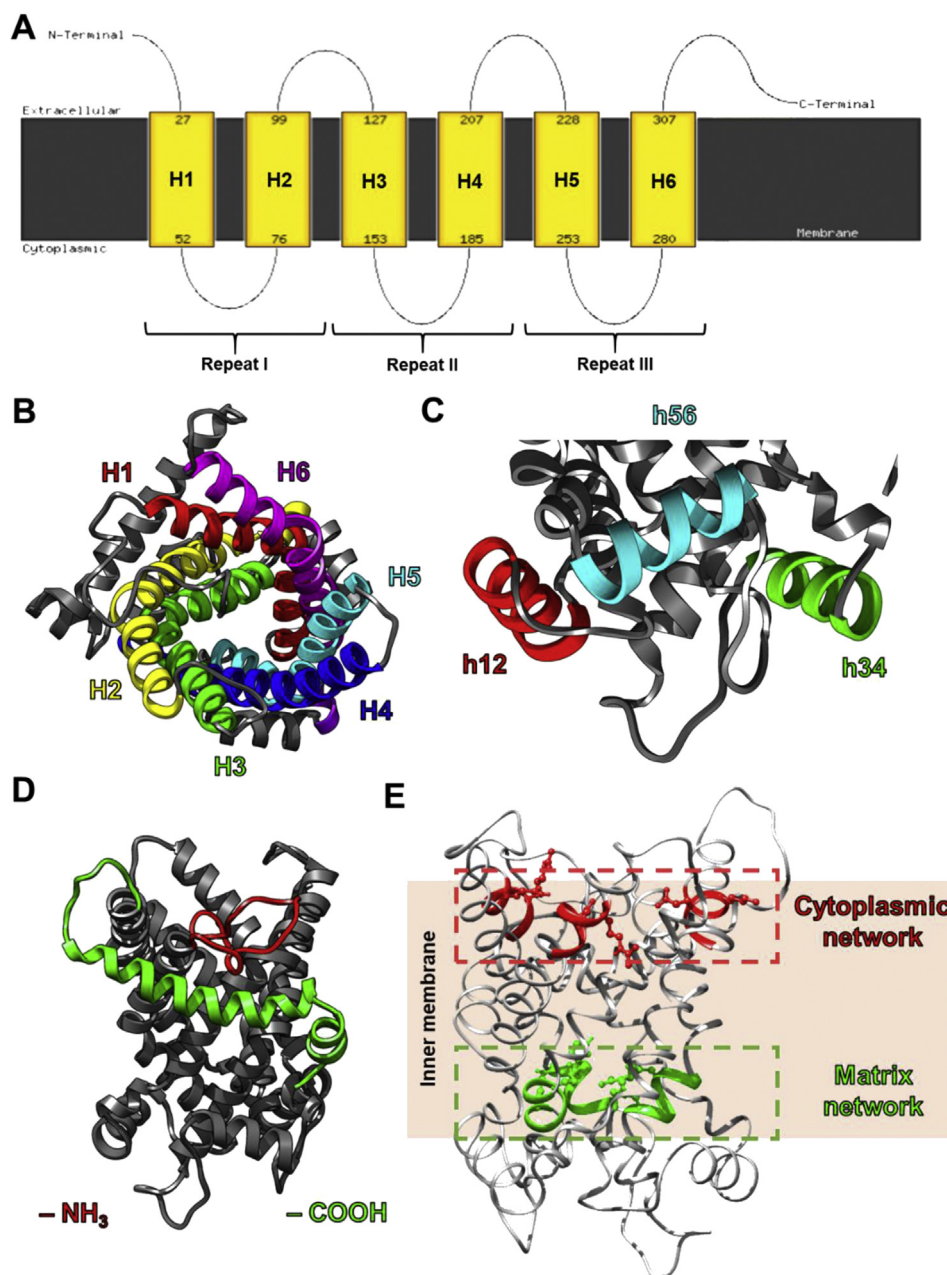 A
N-Terminal
Extracellular
C-Terminal
27 99 127 207 228 307
H1 H2 H3 H4 H5 H6
52 76 153 185 253 280
Cytoplasmic
Membrane
Repeat I Repeat II Repeat III
B
H1
H6
H5
H2
H4
H3
C
h56
h12
h34
D
– NH3
– COOH
E
Inner membrane
Cytoplasmic
network
Matrix
network